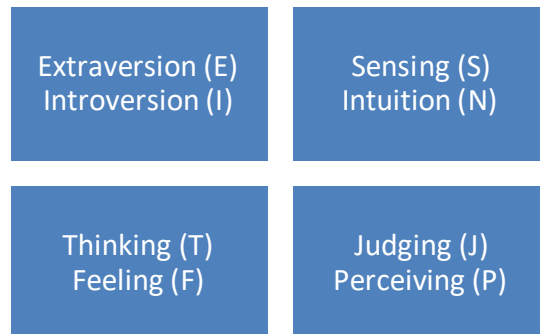 Extraversion (E)
Introversion (I)
Sensing (S)
Intuition (N)
Thinking (T)
Feeling (F)
Judging (J)
Perceiving (P)